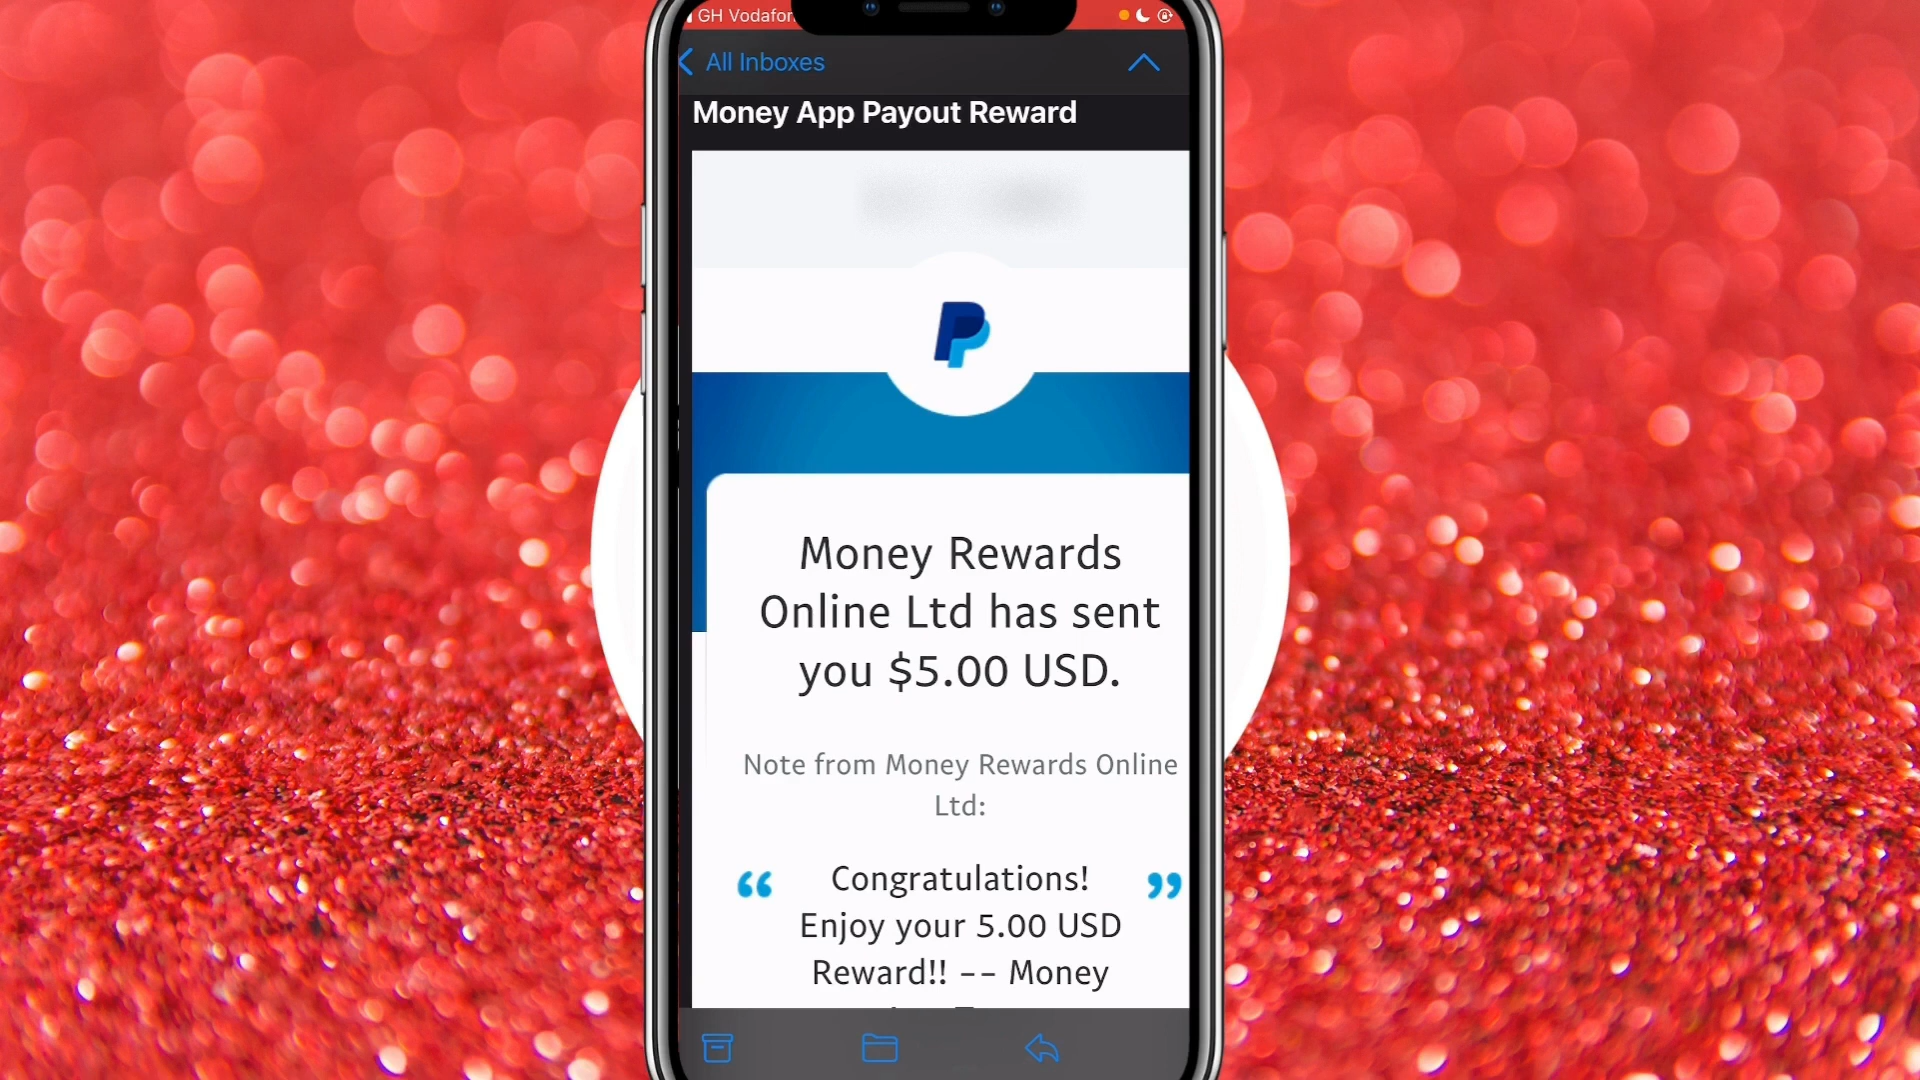 GH Vodafon
All Inboxes
Money App Payout Reward
Money Rewards
Online Ltd has sent
you $5.00 USD.
Note from Money Rewards Online
Ltd:
“ Congratulations! ”
Enjoy your 5.00 USD
Reward!! -- Money